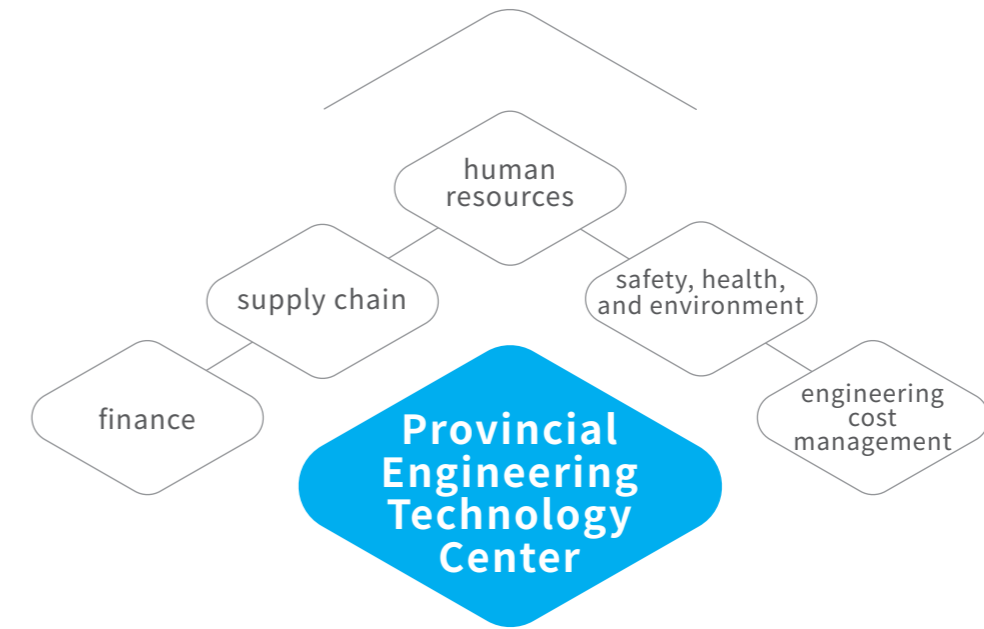 human
resources
supply chain
safety, health,
and environment
finance
engineering
cost
management
Provincial
Engineering
Technology
Center